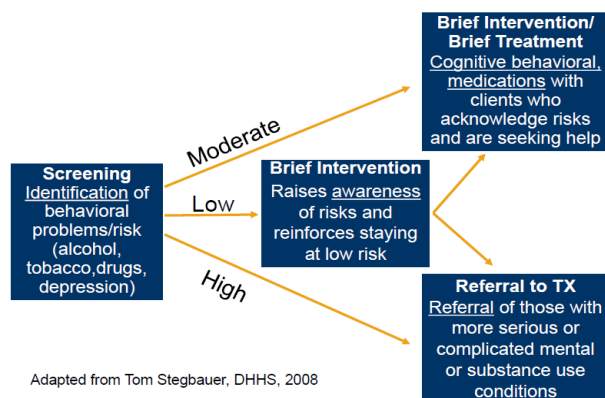 Screening
Identification of
behavioral
problems/risk
(alcohol,
tobacco,drugs,
depression)
Moderate
Low
High
Brief Intervention
Raises awareness
of risks and
reinforces staying
at low risk
Brief Intervention/
Brief Treatment
Cognitive behavioral,
medications with
clients who
acknowledge risks
and are seeking help
Referral to TX
Referral of those with
more serious or
complicated mental
or substance use
conditions
Adapted from Tom Stegbauer, DHHS, 2008